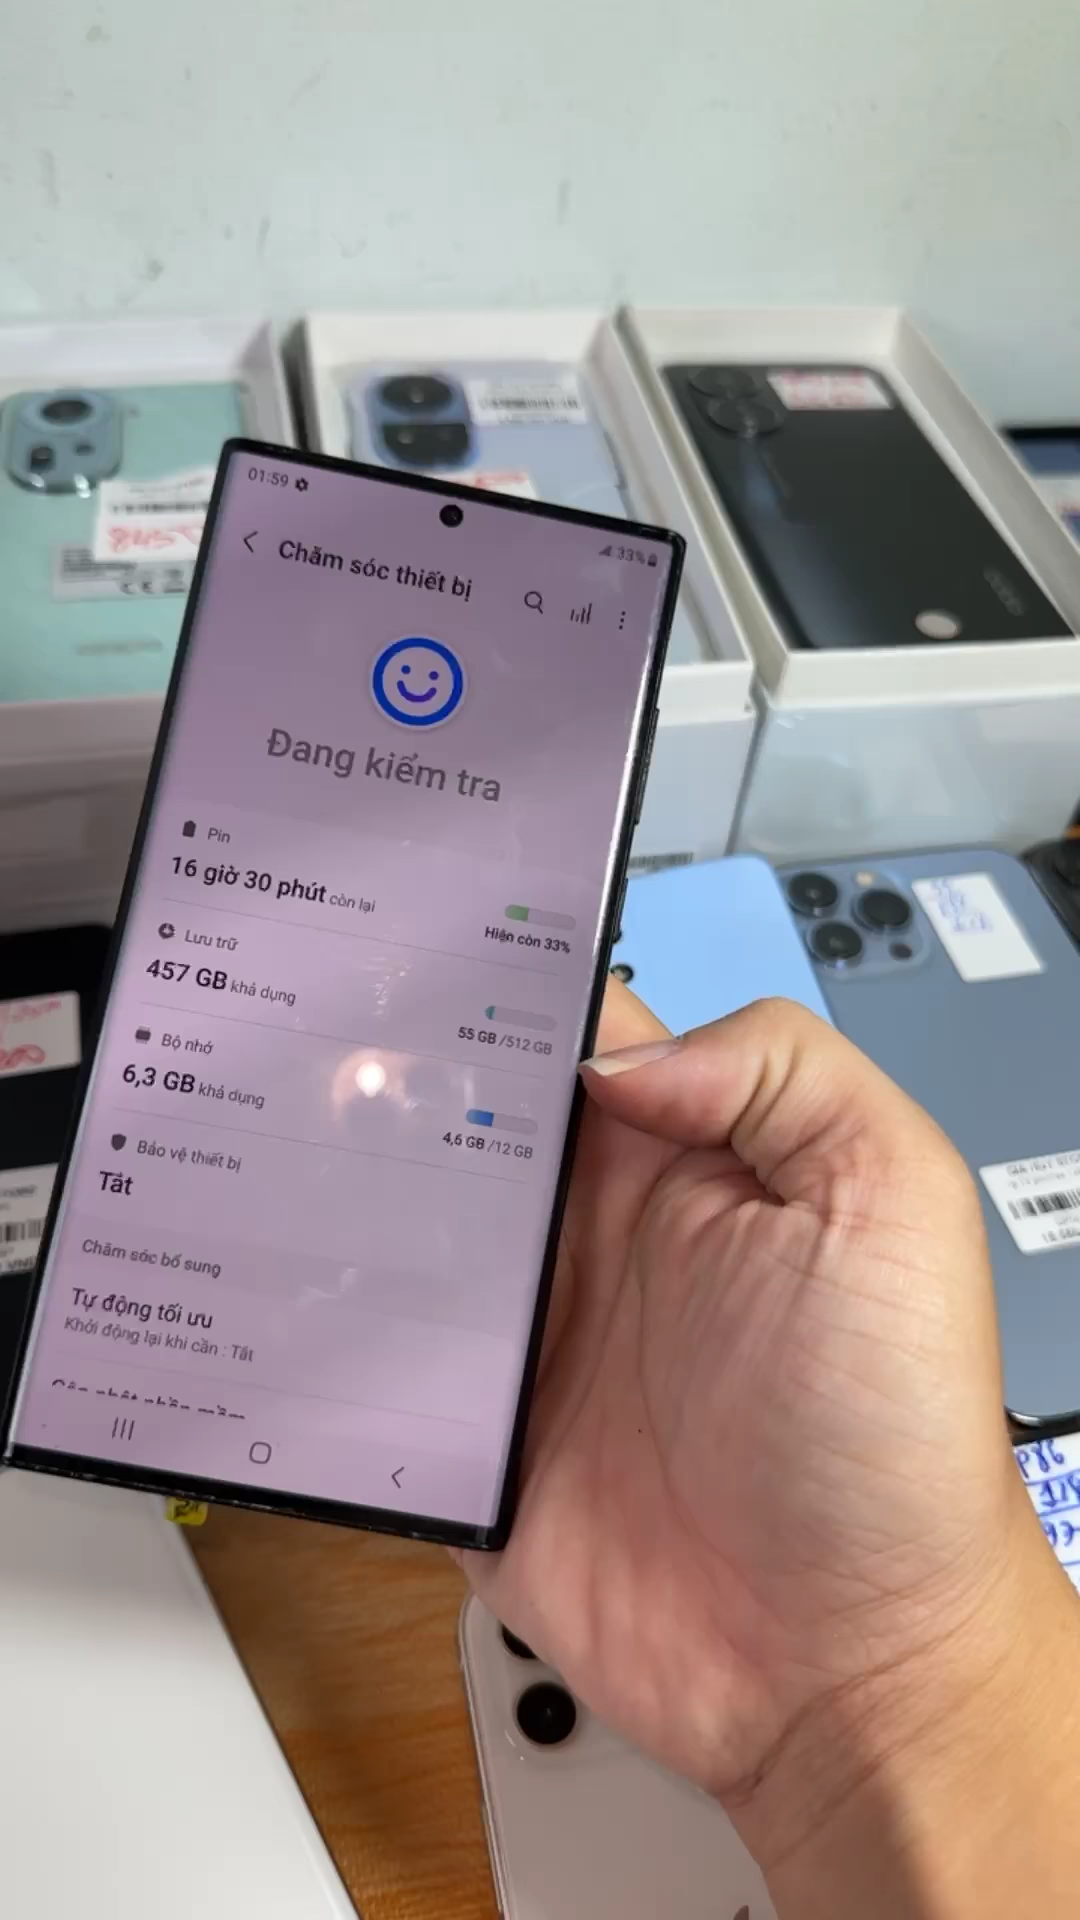 01:59
33%
Chăm sóc thiết bị
Đang kiểm tra
Pin
16 giờ 30 phút còn lại
Hiện còn 33%
Lưu trữ
457 GB khả dụng
55 GB /512 GB
Bộ nhớ
6,3 GB khả dụng
4,6 GB /12 GB
Bảo vệ thiết bị
Tắt
Chăm sóc bổ sung
Tự động tối ưu
Khởi động lại khi cần : Tắt